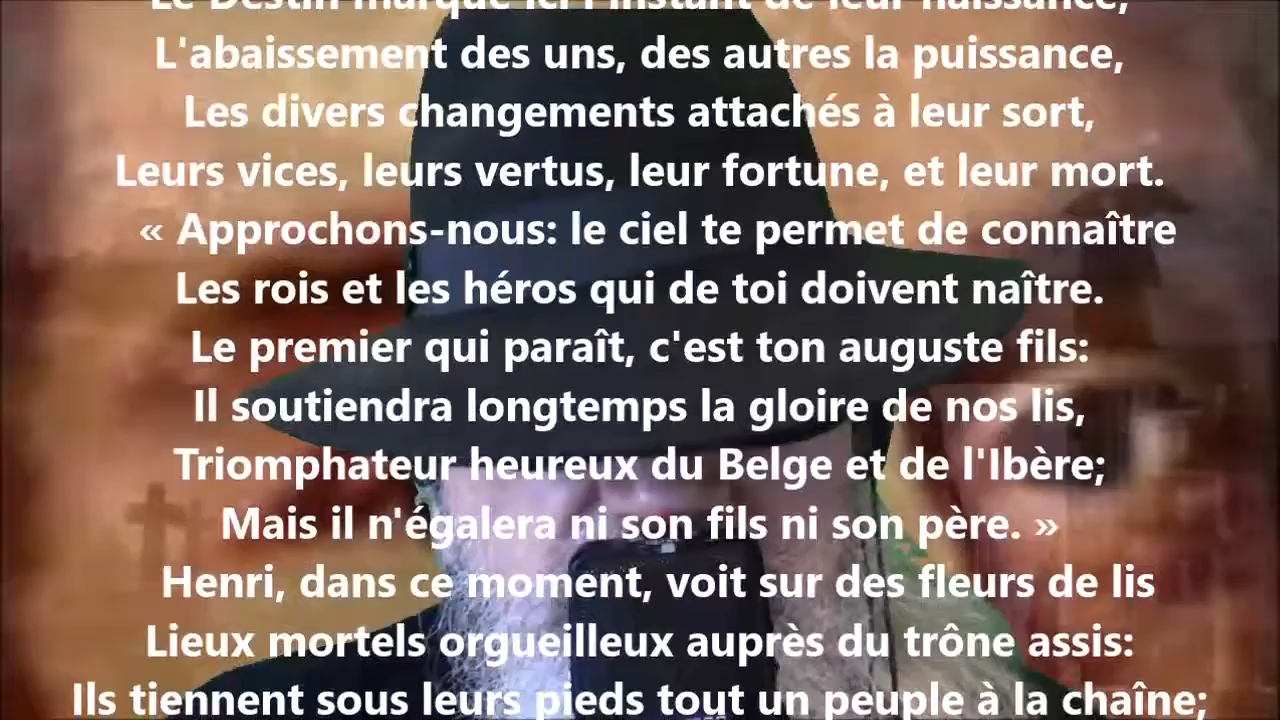 Le Destin marque ici l'instant de leur naissance,
L'abaissement des uns, des autres la puissance,
Les divers changements attachés à leur sort,
Leurs vices, leurs vertus, leur fortune, et leur mort.
« Approchons-nous: le ciel te permet de connaître
Les rois et les héros qui de toi doivent naître.
Le premier qui paraît, c'est ton auguste fils:
Il soutiendra longtemps la gloire de nos lis,
Triomphateur heureux du Belge et de l'Ibère;
Mais il n'égalera ni son fils ni son père. »
Henri, dans ce moment, voit sur des fleurs de lis
Lieux mortels orgueilleux auprès du trône assis:
Ils tiennent sous leurs pieds tout un peuple à la chaîne;